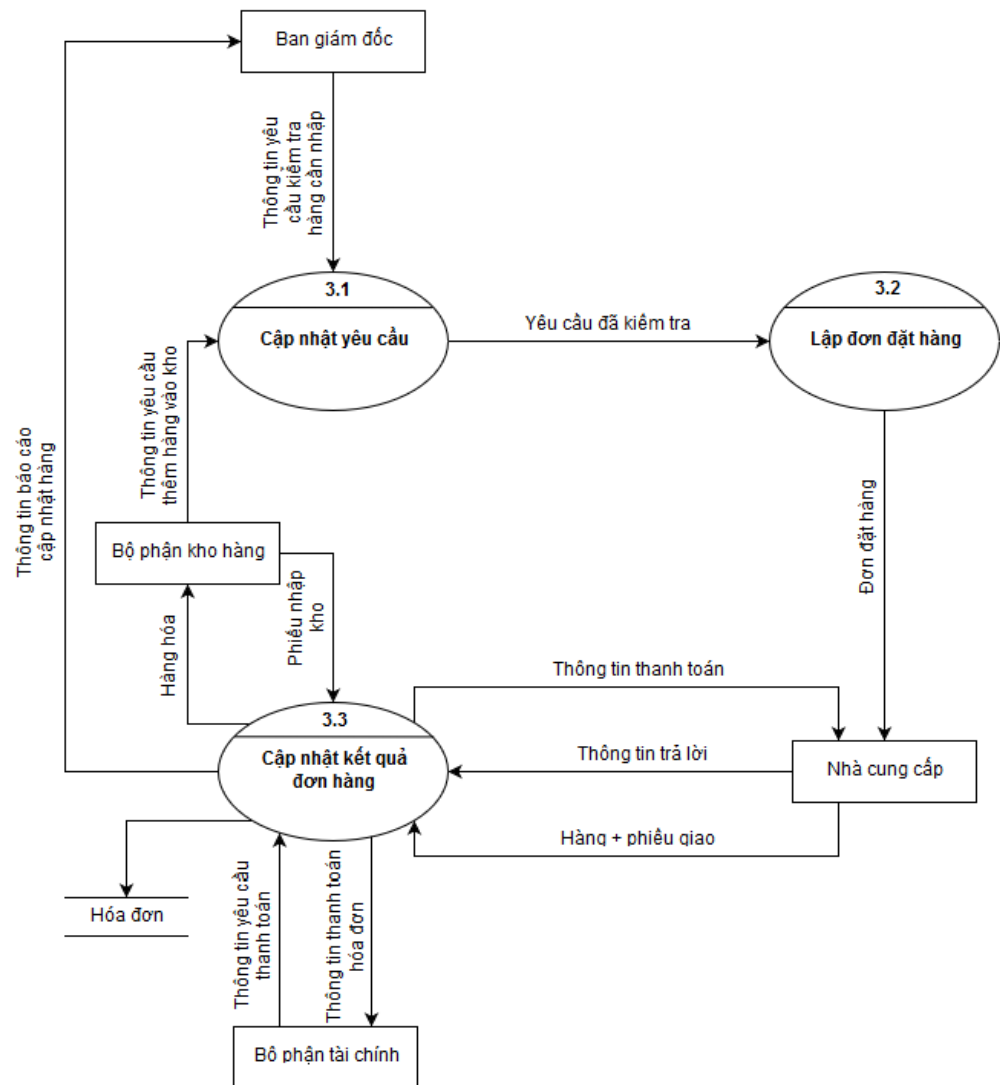 Ban giám đốc
Thông tin yêu
cầu kiểm tra
hàng cần nhập
3.1
Cập nhật yêu cầu
Yêu cầu đã kiểm tra
3.2
Lập đơn đặt hàng
Thông tin yêu cầu
thêm hàng vào kho
Thông tin báo cáo
cập nhật hàng
Bộ phận kho hàng
Đơn đặt hàng
Hàng hóa
Phiếu nhập
kho
Thông tin thanh toán
3.3
Cập nhật kết quả
đơn hàng
Thông tin trả lời
Nhà cung cấp
Hàng + phiếu giao
Hóa đơn
Thông tin yêu cầu
thanh toán
Thông tin thanh toán
hóa đơn
Bộ phận tài chính